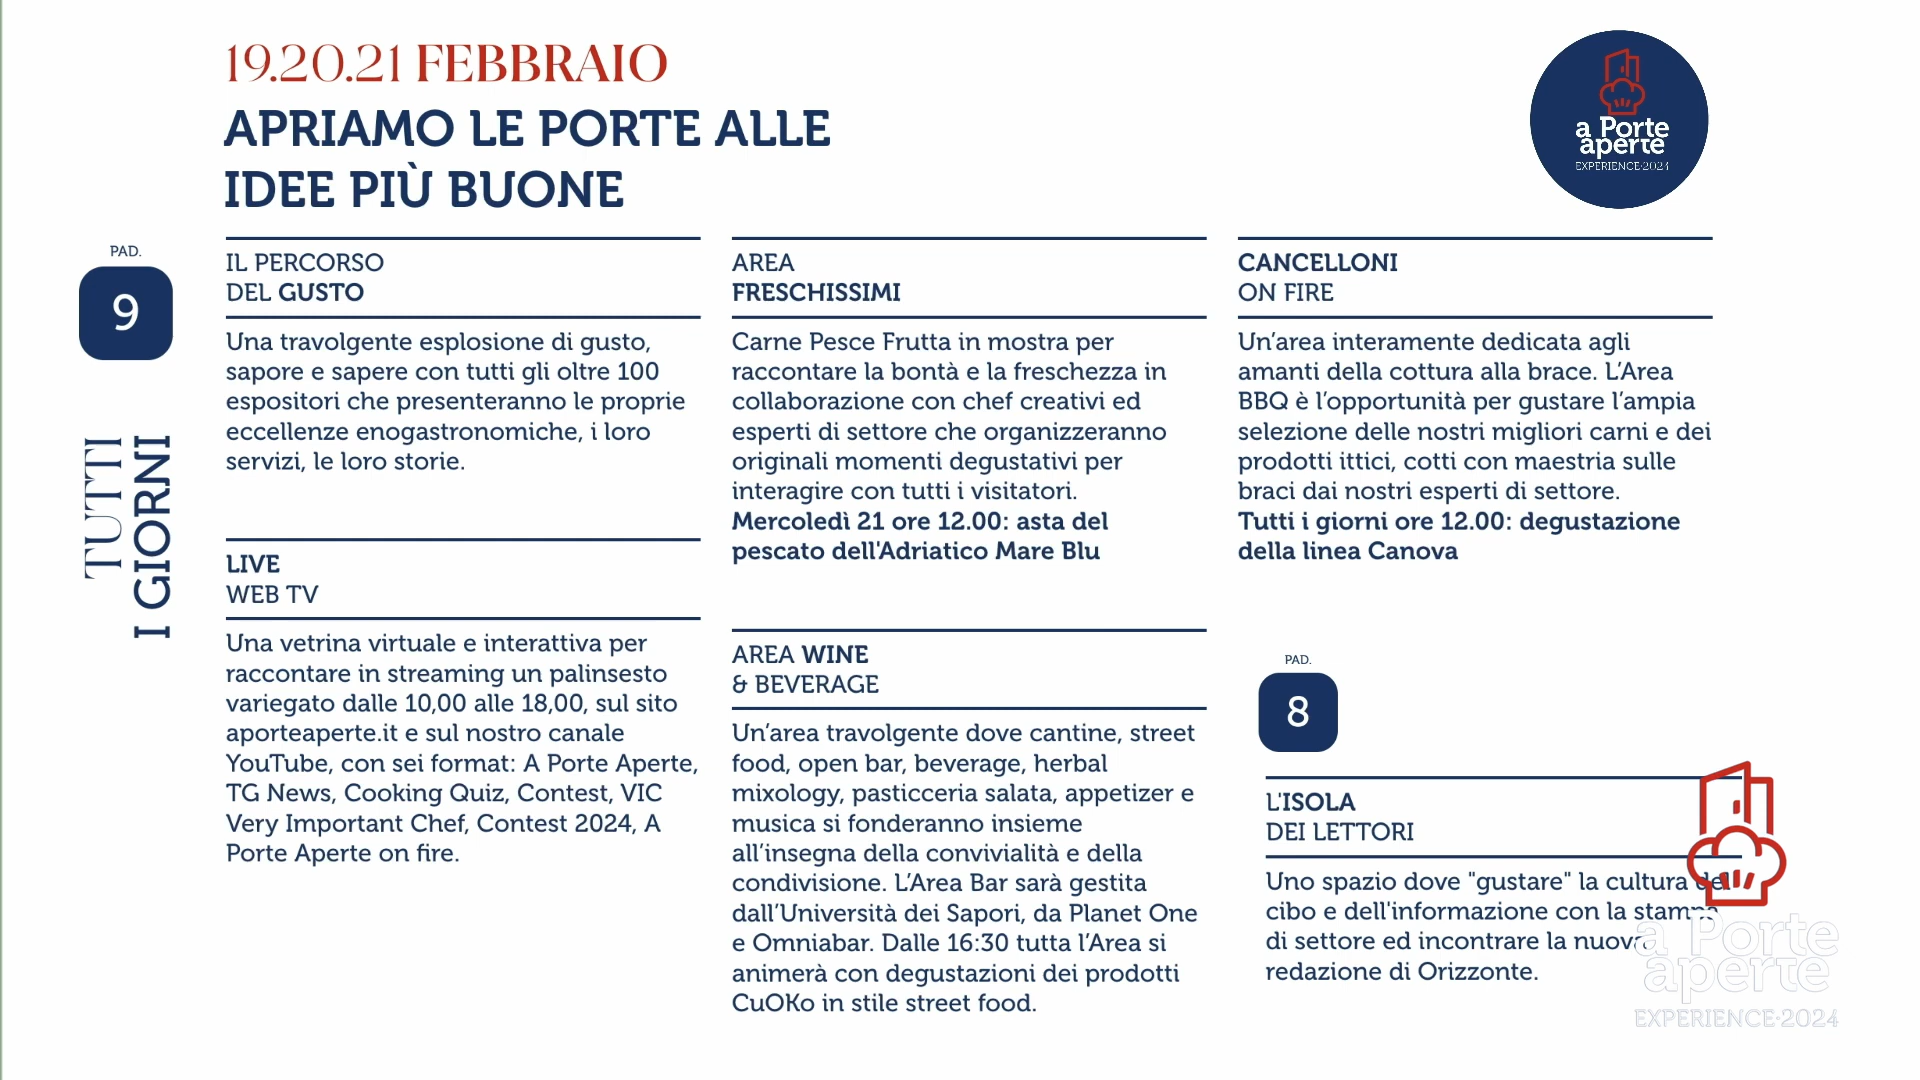 19.20.21 FEBBRAIO
APRIAMO LE PORTE ALLE
IDEE PIÙ BUONE
a Porte
aperte
EXPERIENCE·2024
PAD.
9
TUTTI
I GIORNI
IL PERCORSO
DEL GUSTO
Una travolgente esplosione di gusto,
sapore e sapere con tutti gli oltre 100
espositori che presenteranno le proprie
eccellenze enogastronomiche, i loro
servizi, le loro storie.
LIVE
WEB TV
Una vetrina virtuale e interattiva per
raccontare in streaming un palinsesto
variegato dalle 10,00 alle 18,00, sul sito
aporteaperte.it e sul nostro canale
YouTube, con sei format: A Porte Aperte,
TG News, Cooking Quiz, Contest, VIC
Very Important Chef, Contest 2024, A
Porte Aperte on fire.
AREA
FRESCHISSIMI
Carne Pesce Frutta in mostra per
raccontare la bontà e la freschezza in
collaborazione con chef creativi ed
esperti di settore che organizzeranno
originali momenti degustativi per
interagire con tutti i visitatori.
Mercoledì 21 ore 12.00: asta del
pescato dell'Adriatico Mare Blu
AREA WINE
& BEVERAGE
Un’area travolgente dove cantine, street
food, open bar, beverage, herbal
mixology, pasticceria salata, appetizer e
musica si fonderanno insieme
all’insegna della convivialità e della
condivisione. L’Area Bar sarà gestita
dall’Università dei Sapori, da Planet One
e Omniabar. Dalle 16:30 tutta l’Area si
animerà con degustazioni dei prodotti
CuOKo in stile street food.
CANCELLONI
ON FIRE
Un’area interamente dedicata agli
amanti della cottura alla brace. L’Area
BBQ è l’opportunità per gustare l’ampia
selezione delle nostri migliori carni e dei
prodotti ittici, cotti con maestria sulle
braci dai nostri esperti di settore.
Tutti i giorni ore 12.00: degustazione
della linea Canova
PAD.
8
L'ISOLA
DEI LETTORI
Uno spazio dove "gustare" la cultura del
cibo e dell'informazione con la stampa
di settore ed incontrare la nuova
redazione di Orizzonte.
a Porte
aperte
EXPERIENCE·2024